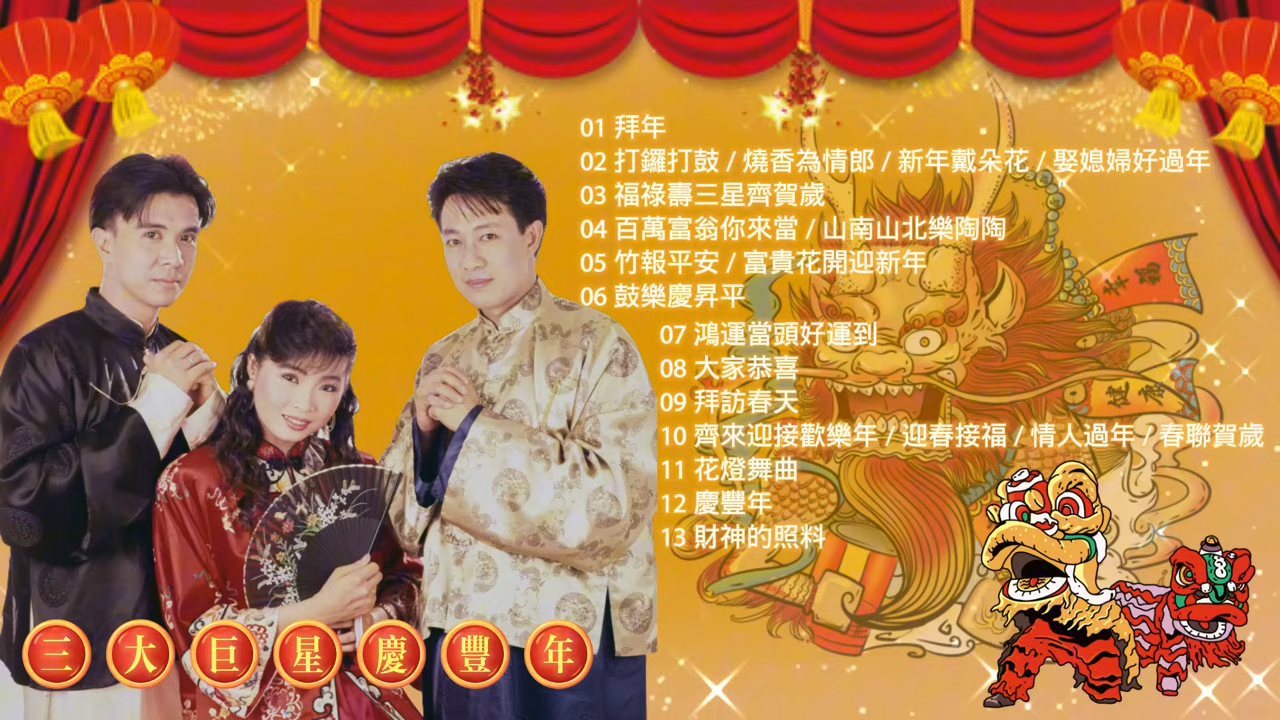 01 拜年
02 打鑼打鼓 / 燒香為情郎 / 新年戴朵花 / 娶媳婦好過年
03 福祿壽三星齊賀歲
04 百萬富翁你來當 / 山南山北樂陶陶
05 竹報平安 / 富貴花開迎新年
06 鼓樂慶昇平
07 鴻運當頭好運到
08 大家恭喜
09 拜訪春天
10 齊來迎接歡樂年 / 迎春接福 / 情人過年 / 春聯賀歲
11 花燈舞曲
12 慶豐年
13 財神的照料
幸福
健康
三大巨星慶豐年